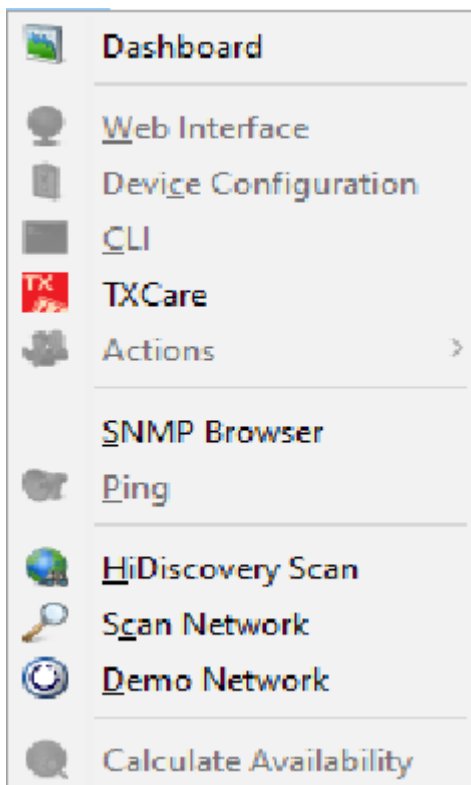 Dashboard
Web Interface
Device Configuration
CLI
TX
TXCare
Actions
SNMP Browser
Ping
HiDiscovery Scan
Scan Network
Demo Network
Calculate Availability